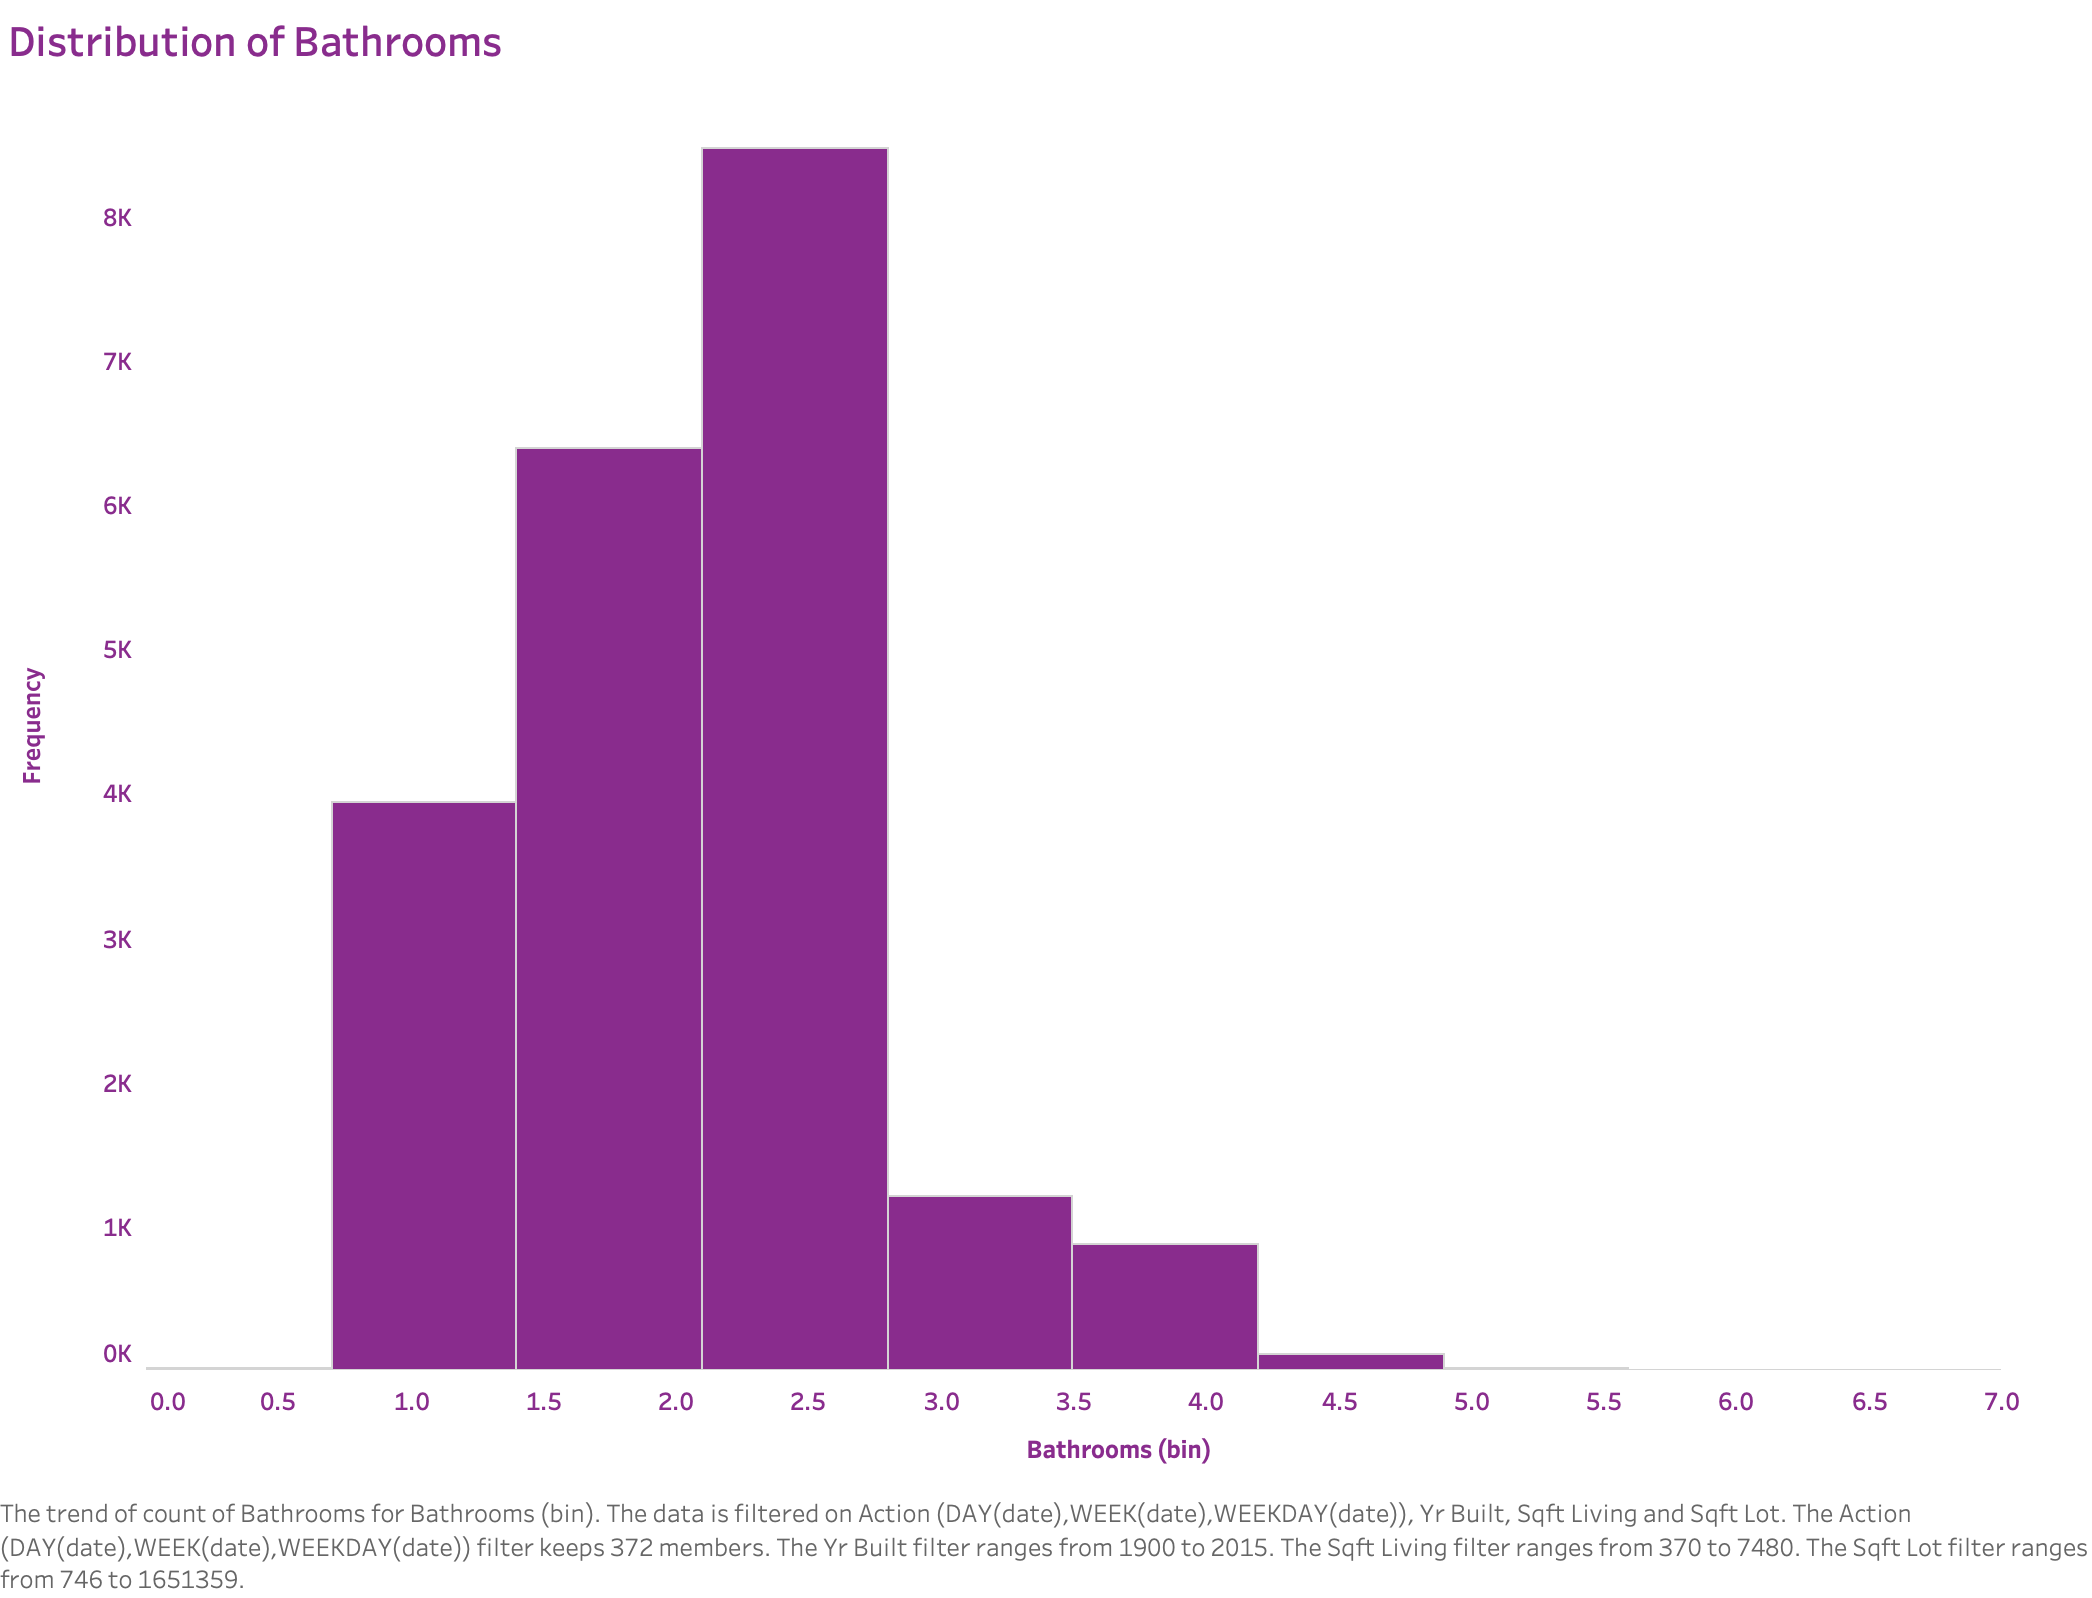 Distribution of Bathrooms
8K
7K
6K
5K
4K
3K
2K
1K
0K
Frequency
0.0 0.5 1.0 1.5 2.0 2.5 3.0 3.5 4.0 4.5 5.0 5.5 6.0 6.5 7.0
Bathrooms (bin)
The trend of count of Bathrooms for Bathrooms (bin). The data is filtered on Action (DAY(date),WEEK(date),WEEKDAY(date)), Yr Built, Sqft Living and Sqft Lot. The Action
(DAY(date),WEEK(date),WEEKDAY(date)) filter keeps 372 members. The Yr Built filter ranges from 1900 to 2015. The Sqft Living filter ranges from 370 to 7480. The Sqft Lot filter ranges
from 746 to 1651359.